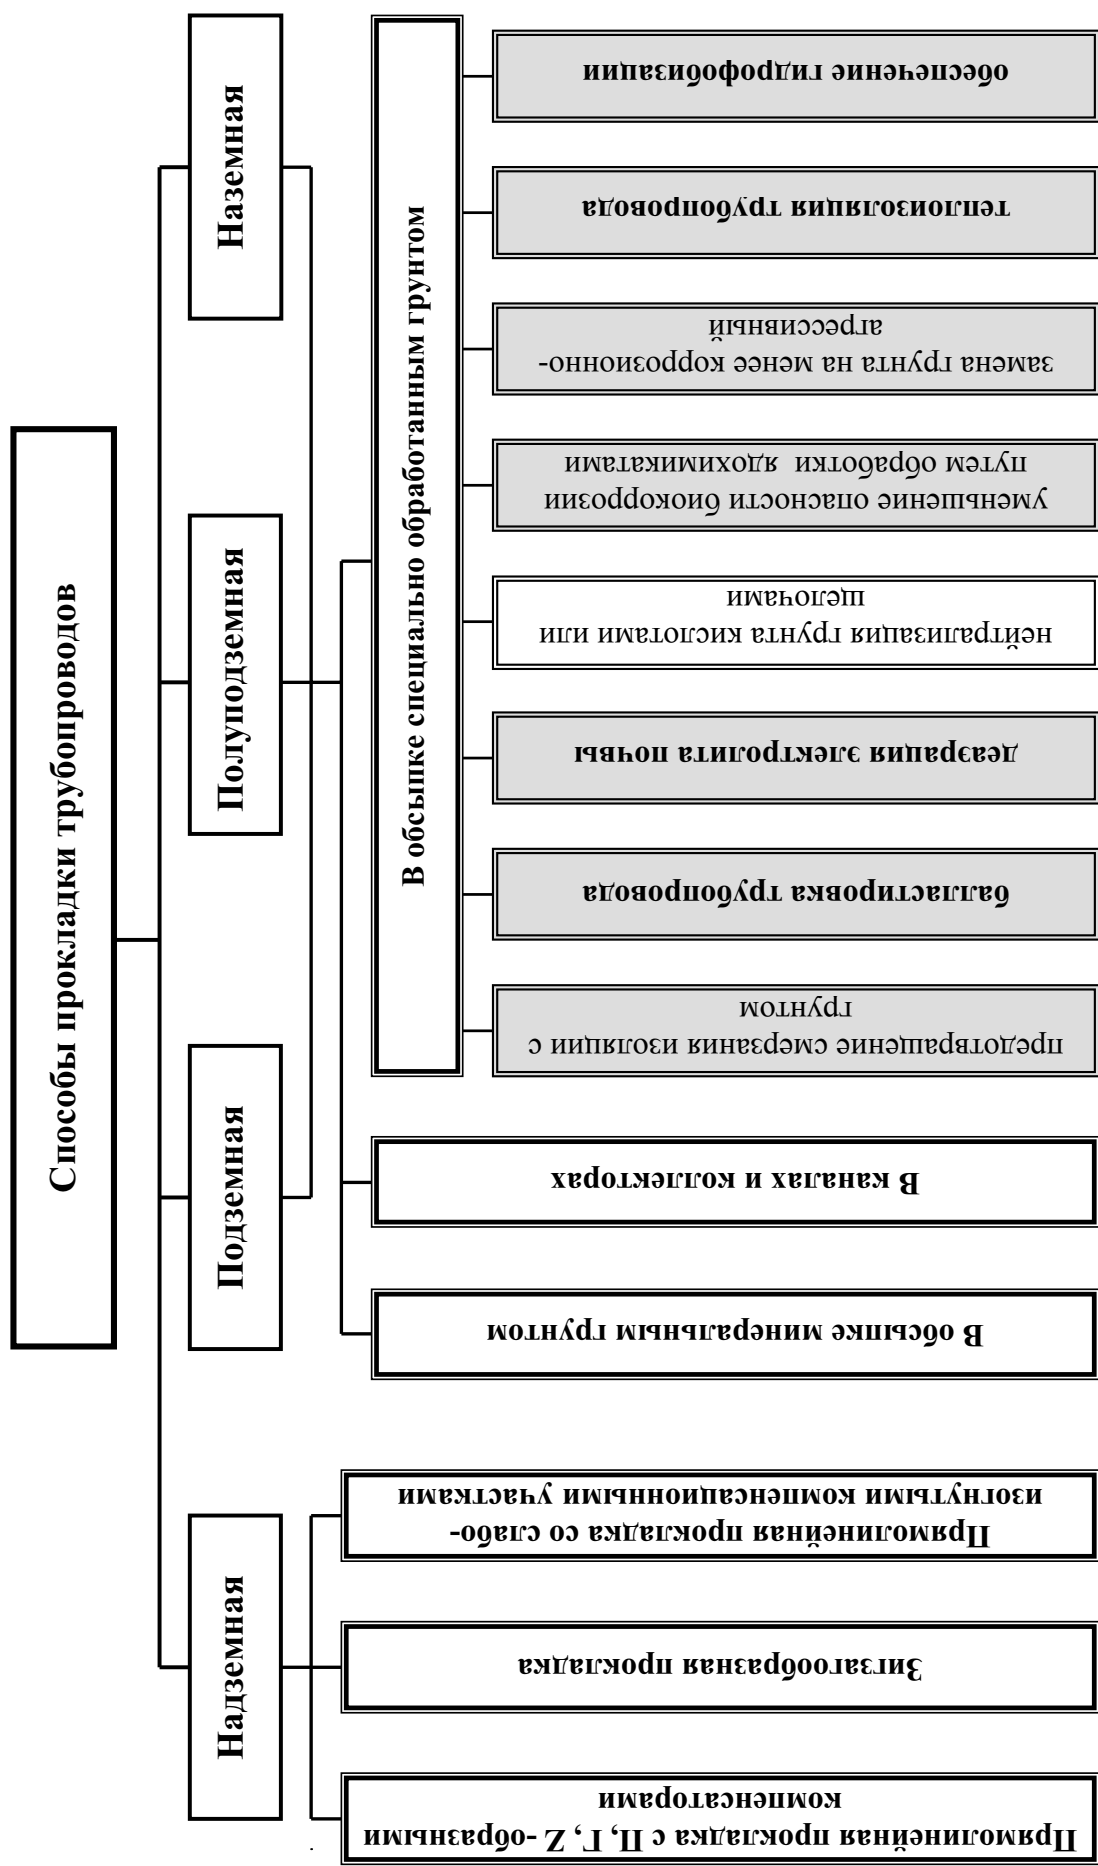 Способы прокладки трубопроводов
Надземная
Подземная
Полуподземная
Наземная
Прямолинейная прокладка с П, Г, Z -образными
компенсаторами
Зигзагообразная прокладка
Прямолинейная прокладка со слабо-
изогнутыми компенсационными участками
В обсыпке минеральным грунтом
В каналах и коллекторах
В обсыпке специально обработанным грунтом
предотвращение смерзания изоляции с
грунтом
балластировка трубопровода
деаэрация электролита почвы
нейтрализация грунта кислотами или
щелочами
уменьшение опасности биокоррозии
путем обработки ядохимикатами
замена грунта на менее коррозионно-
агрессивный
теплоизоляция трубопровода
обеспечение гидрофобизации